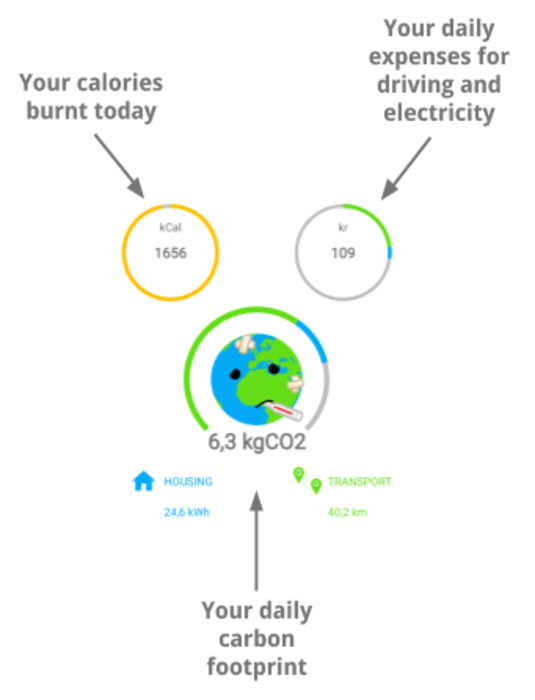 Your daily
expenses for
driving and
electricity
Your calories
burnt today
kCal
1656
kr
109
6,3 kgCO2
HOUSING
24,6 kWh
TRANSPORT.
40,2 km
Your daily
carbon
footprint